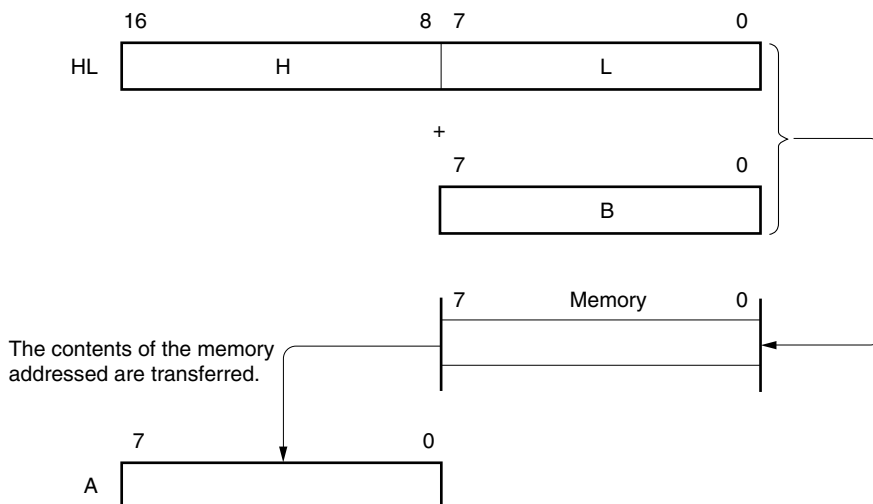 16 8 7 0
HL H L
+
7 0
B
7 Memory 0
The contents of the memory
addressed are transferred.
7 0
A